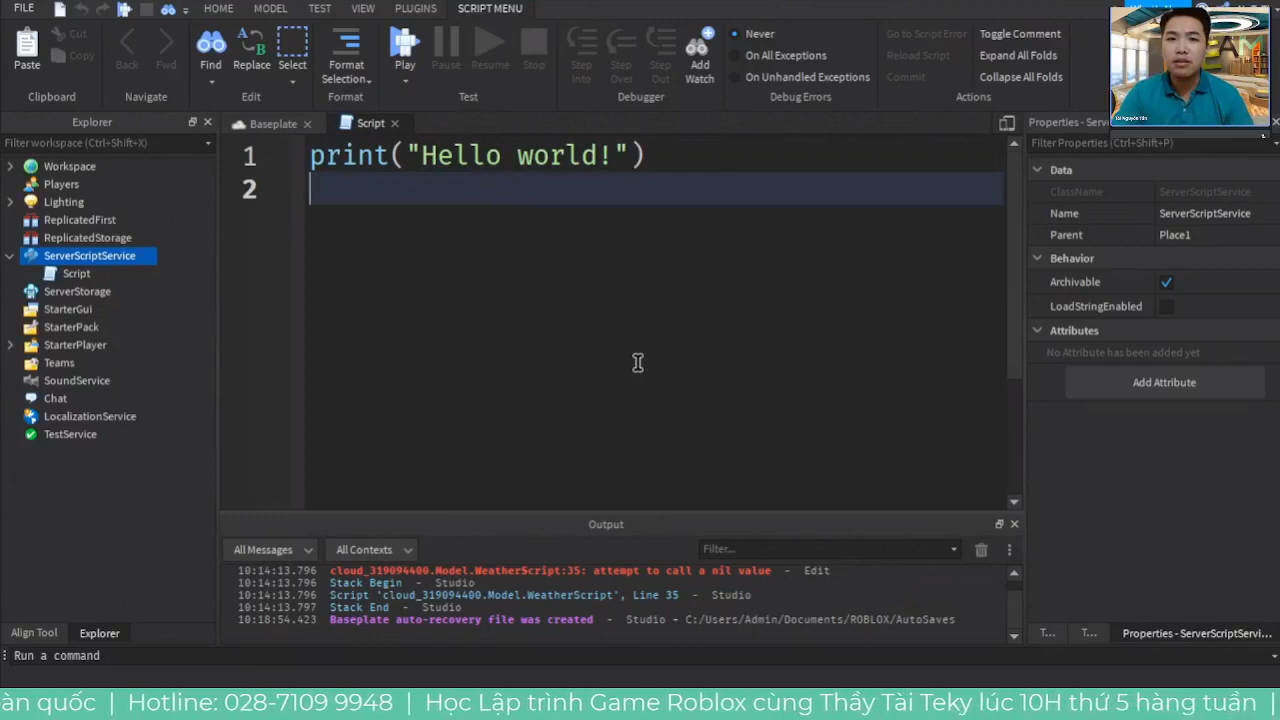 FILE
HOME
MODEL
TEST
VIEW
PLUGINS
SCRIPT MENU
Paste
Cut
Copy
Clipboard
Back
Fwd
Navigate
Find
Replace
Select
Edit
Format
Selection
Format
Play
Pause
Resume
Stop
Test
Step
Into
Step
Over
Step
Out
Add
Watch
Debugger
Never
On All Exceptions
On Unhandled Exceptions
Debug Errors
Go to Script Error
Reload Script
Commit
Toggle Comment
Expand All Folds
Collapse All Folds
Actions
Tài Nguyễn Tấn
Explorer
Filter workspace (Ctrl+Shift+X)
Workspace
Players
Lighting
ReplicatedFirst
ReplicatedStorage
ServerScriptService
Script
ServerStorage
StarterGui
StarterPack
StarterPlayer
Teams
SoundService
Chat
LocalizationService
TestService
Align Tool
Explorer
Baseplate
Script
1 print("Hello world!")
2
Output
All Messages
All Contexts
Filter...
10:14:13.796 cloud_319094400.Model.WeatherScript:35: attempt to call a nil value - Edit
10:14:13.796 Stack Begin - Studio
10:14:13.796 Script 'cloud_319094400.Model.WeatherScript', Line 35 - Studio
10:14:13.797 Stack End - Studio
10:18:54.423 Baseplate auto-recovery file was created - Studio - C:/Users/Admin/Documents/ROBLOX/AutoSaves
Properties - Serv
Filter Properties (Ctrl+Shift+P)
Data
ClassName ServerScriptService
Name ServerScriptService
Parent Place1
Behavior
Archivable
LoadStringEnabled
Attributes
No Attribute has been added yet
Add Attribute
T...
T...
Properties - ServerScriptServi...
Run a command
àn quốc | Hotline: 028-7109 9948 | Học Lập trình Game Roblox cùng Thầy Tài Teky lúc 10H thứ 5 hàng tuần |